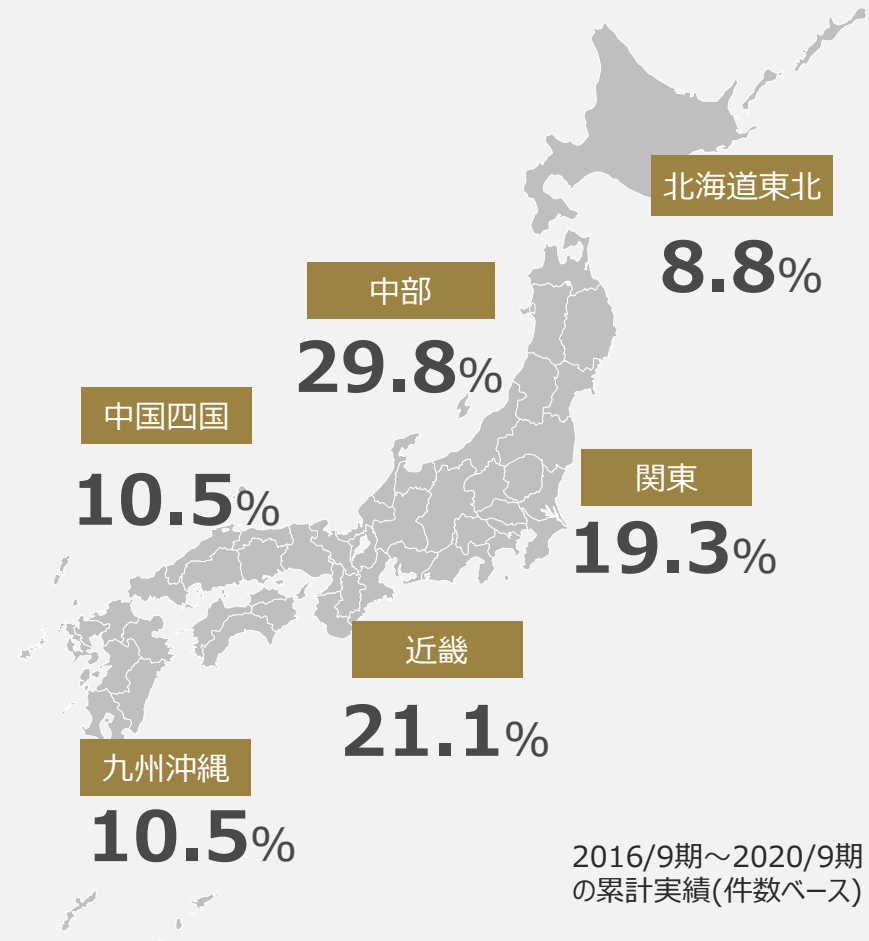 北海道東北
8.8%
中部
29.8%
中国四国
10.5%
関東
19.3%
近畿
21.1%
九州沖縄
10.5%
2016/9期～2020/9期
の累計実績(件数ベース)